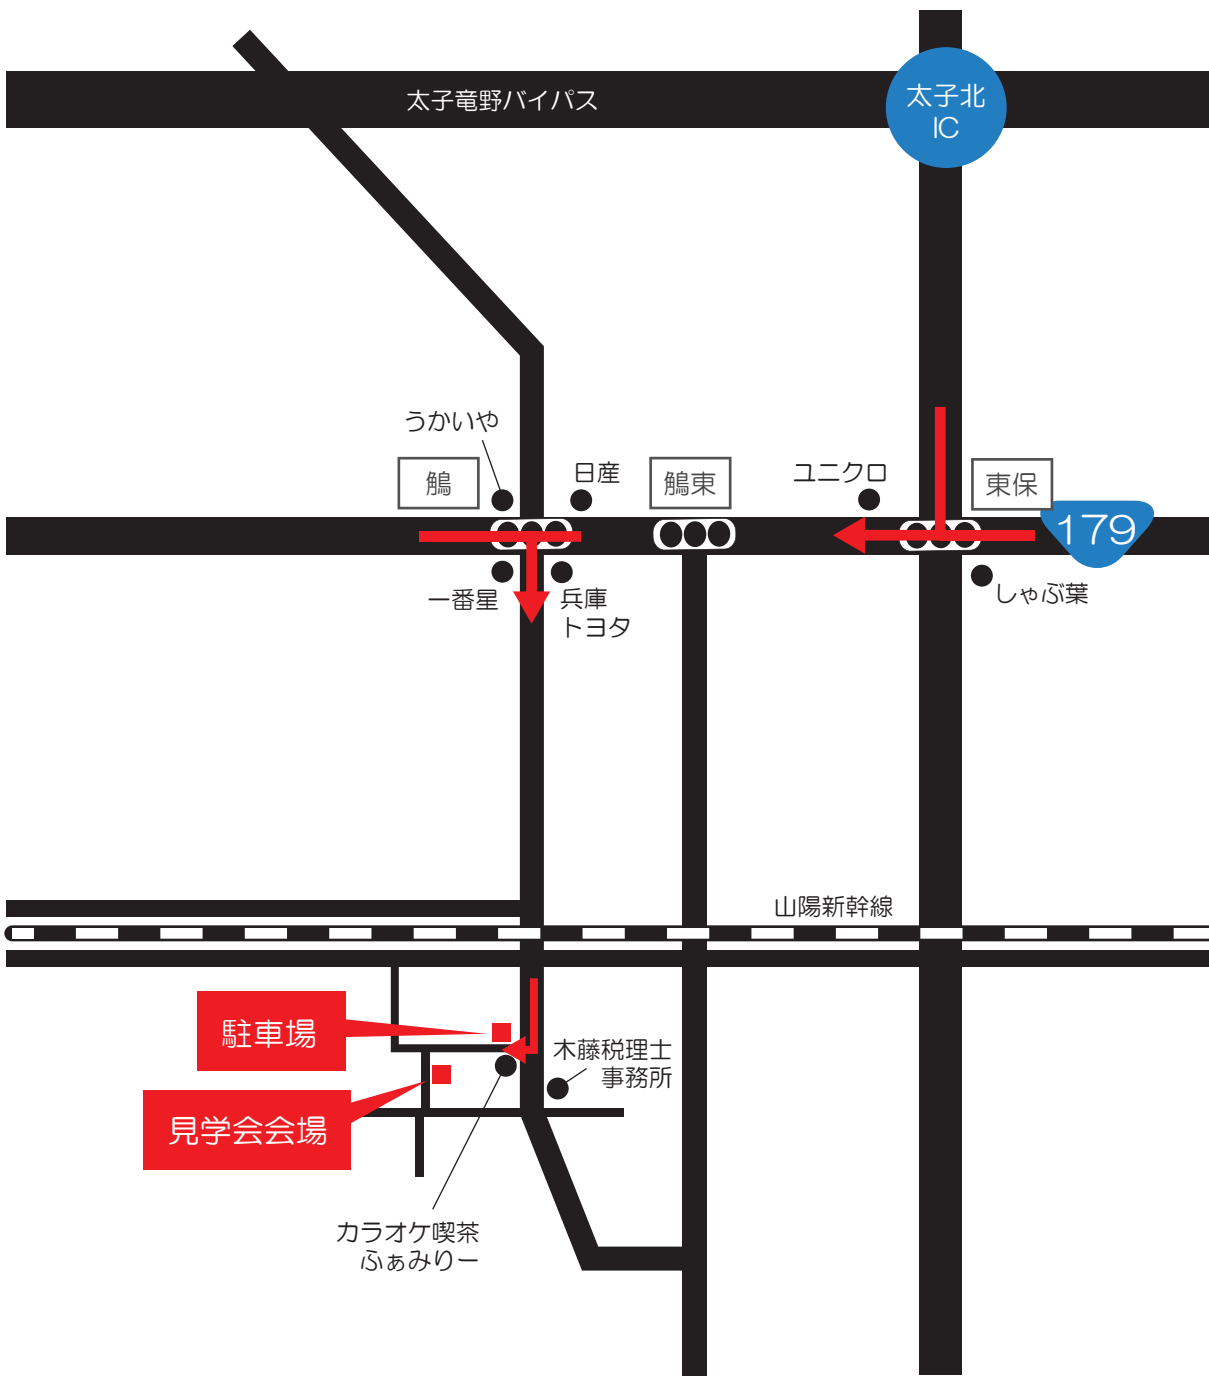 太子竜野バイパス
太子北
IC
うかいや
鵤
日産
鵤東
ユニクロ
東保
179
一番星
兵庫
トヨタ
しゃぶ葉
山陽新幹線
駐車場
木藤税理士
事務所
見学会会場
カラオケ喫茶
ふぁみりー